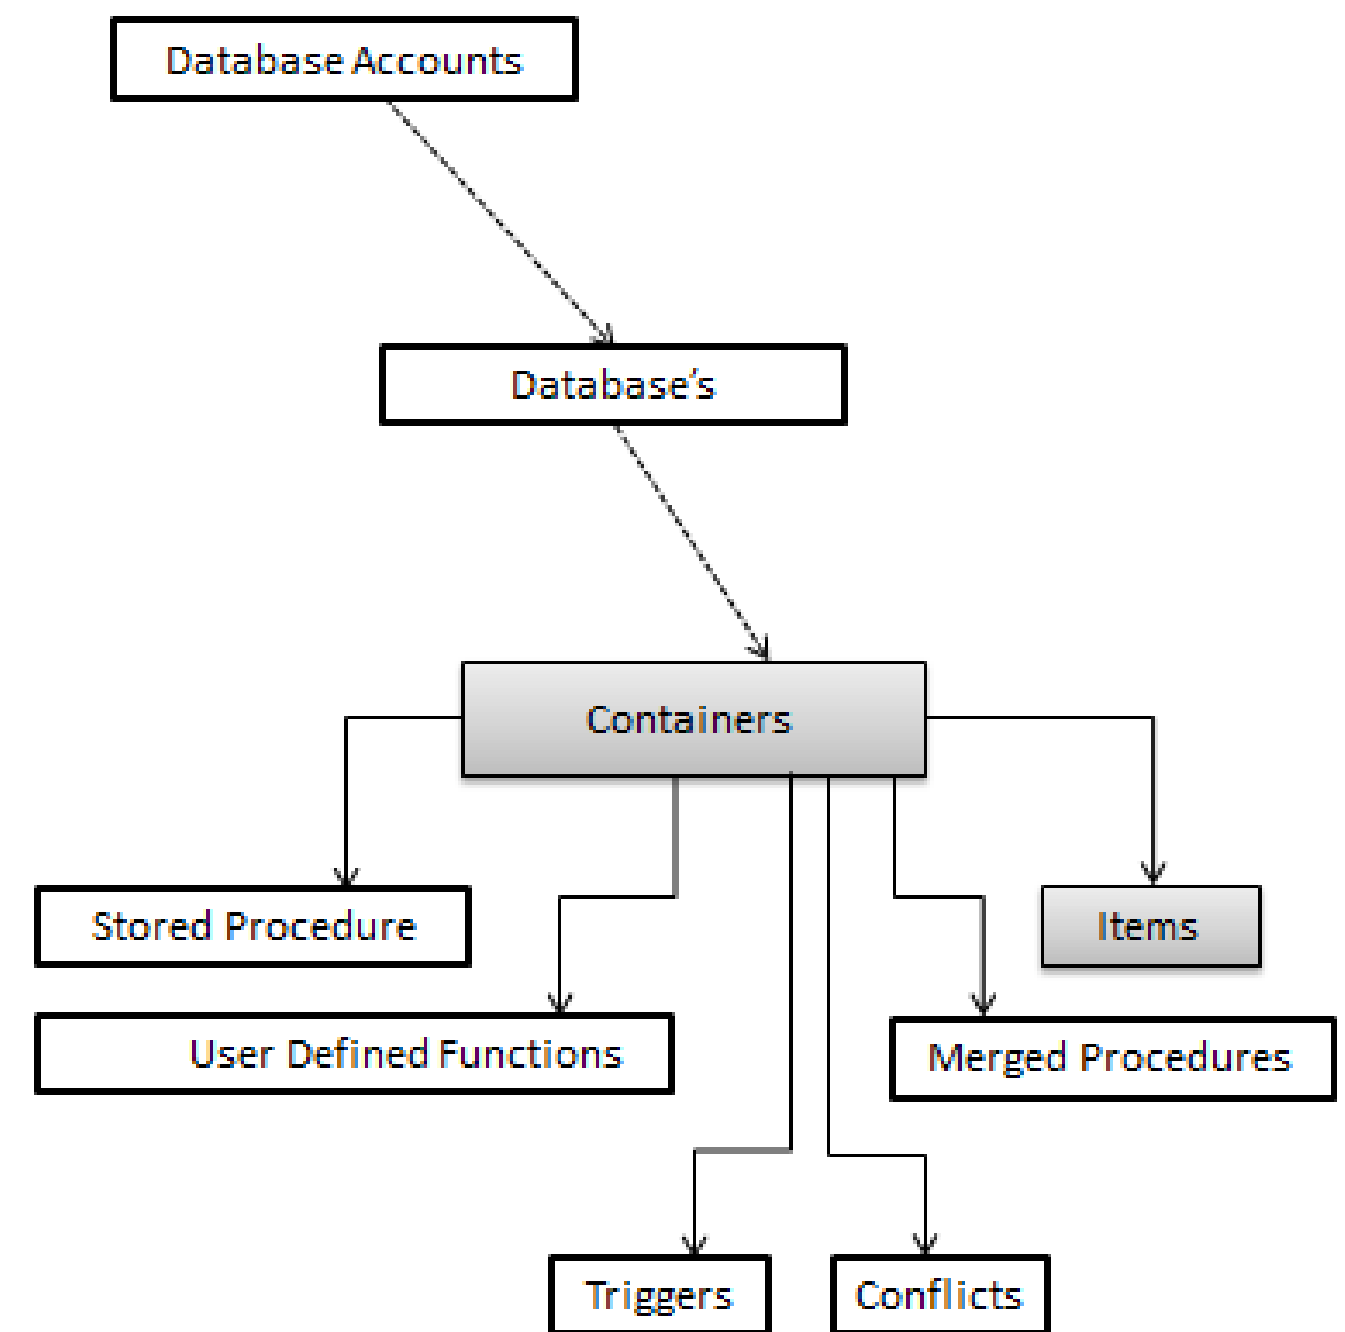 Database Accounts
Database‘s
Containers
Stored Procedure
Items
User Defined Functions
Merged Procedures
Triggers
Conflicts